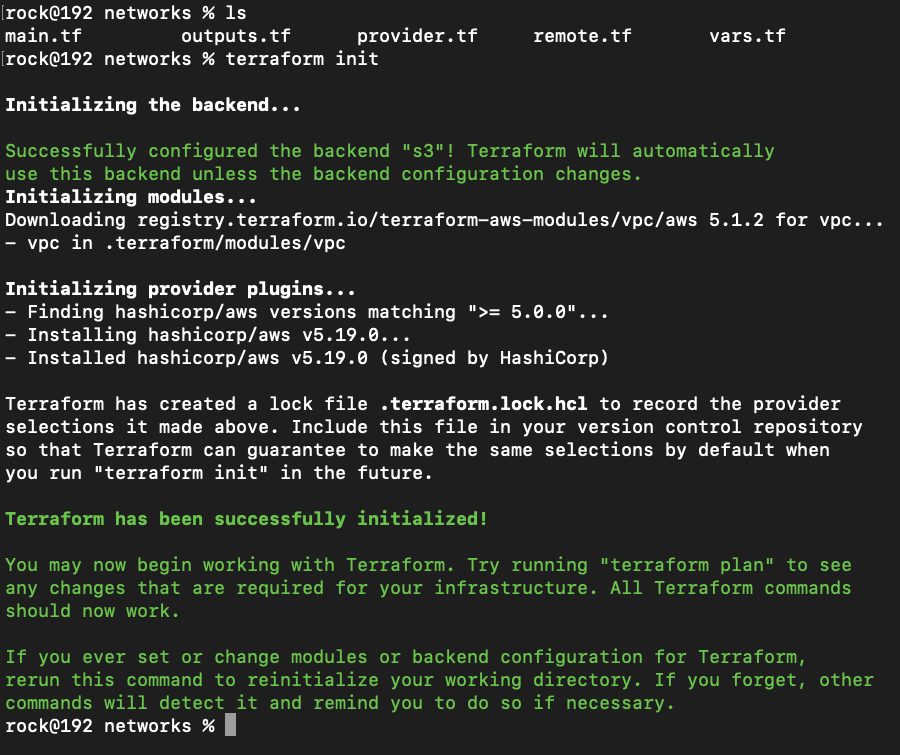 [rock@192 networks % ls
main.tf outputs.tf provider.tf remote.tf vars.tf
[rock@192 networks % terraform init
Initializing the backend...
Successfully configured the backend "s3"! Terraform will automatically
use this backend unless the backend configuration changes.
Initializing modules...
Downloading registry.terraform.io/terraform-aws-modules/vpc/aws 5.1.2 for vpc...
- vpc in .terraform/modules/vpc
Initializing provider plugins...
- Finding hashicorp/aws versions matching ">= 5.0.0"...
- Installing hashicorp/aws v5.19.0...
- Installed hashicorp/aws v5.19.0 (signed by HashiCorp)
Terraform has created a lock file .terraform.lock.hcl to record the provider
selections it made above. Include this file in your version control repository
so that Terraform can guarantee to make the same selections by default when
you run "terraform init" in the future.
Terraform has been successfully initialized!
You may now begin working with Terraform. Try running "terraform plan" to see
any changes that are required for your infrastructure. All Terraform commands
should now work.
If you ever set or change modules or backend configuration for Terraform,
rerun this command to reinitialize your working directory. If you forget, other
commands will detect it and remind you to do so if necessary.
rock@192 networks %